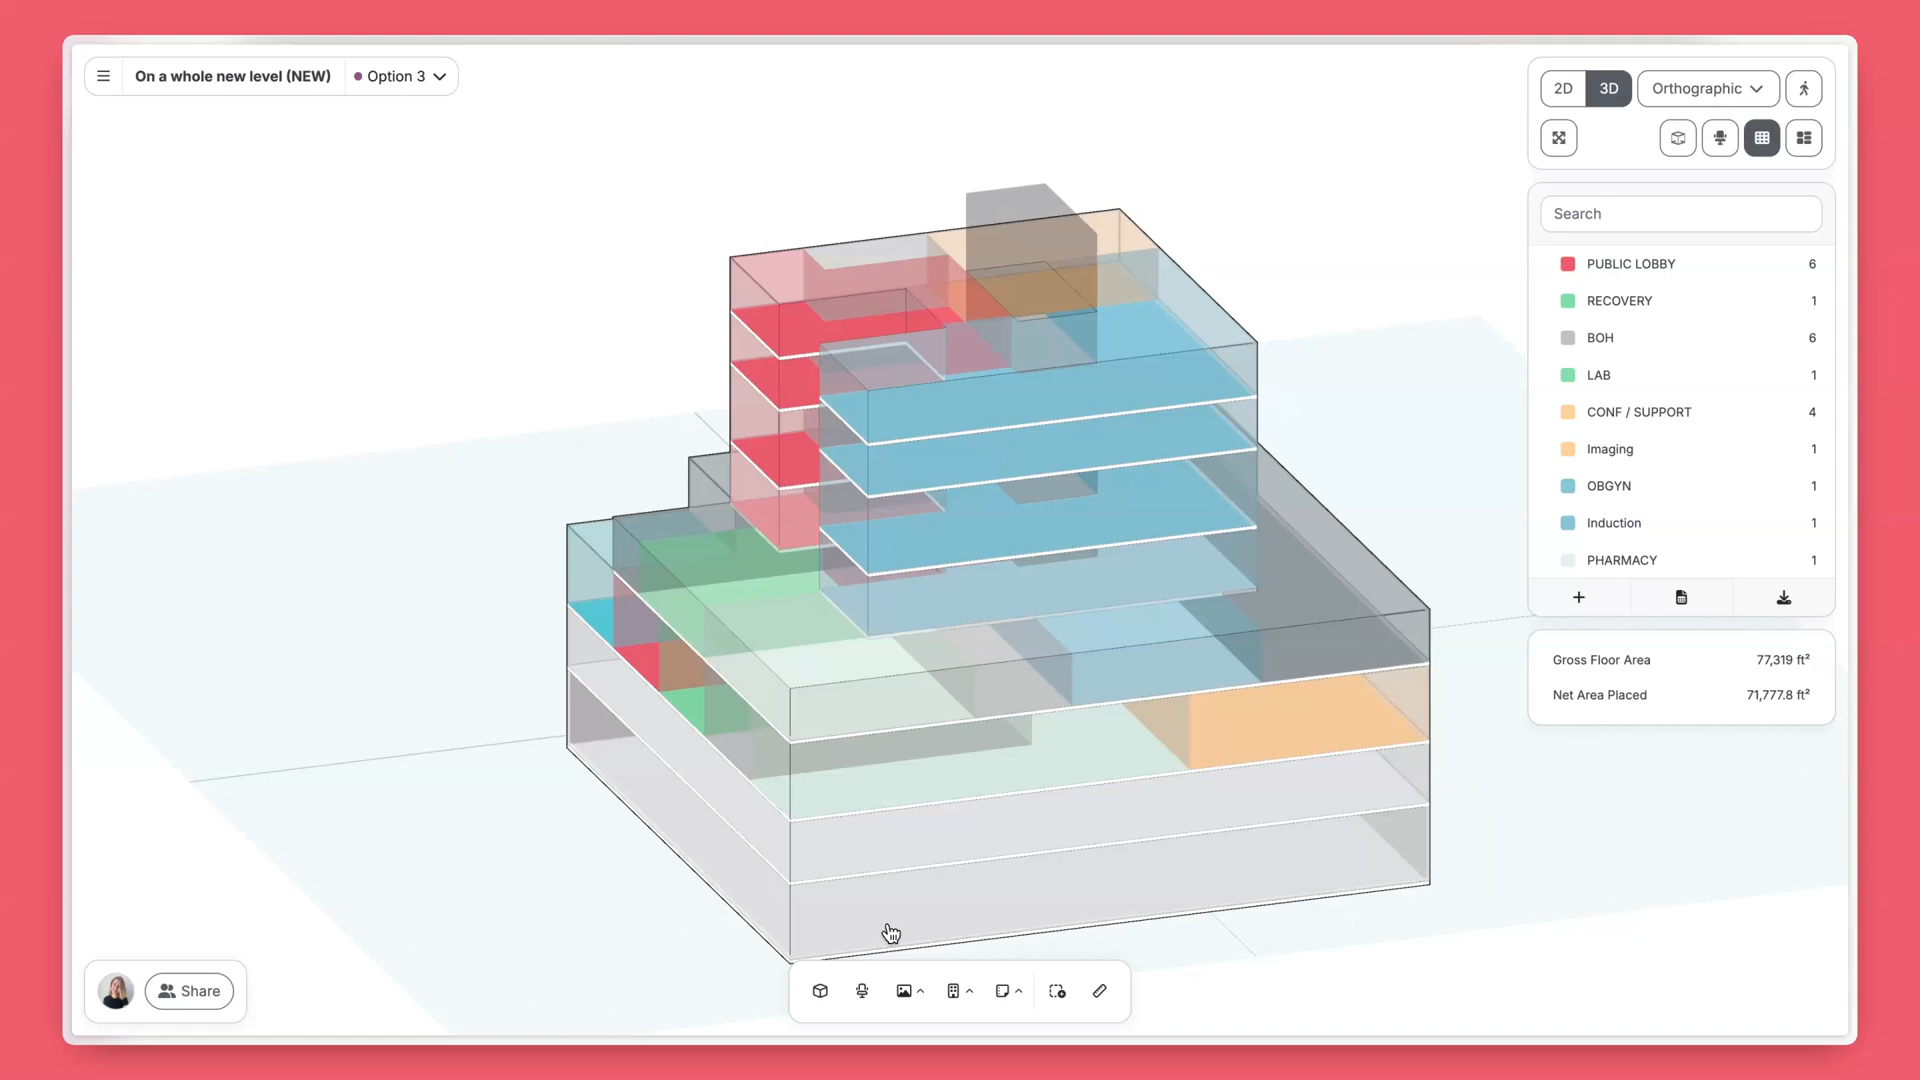 On a whole new level (NEW)
Option 3
2D
3D
Orthographic
Search
PUBLIC LOBBY 6
RECOVERY 1
BOH 6
LAB 1
CONF / SUPPORT 4
Imaging 1
OBGYN 1
Induction 1
PHARMACY 1
Gross Floor Area 77,319 ft²
Net Area Placed 71,777.8 ft²
Share